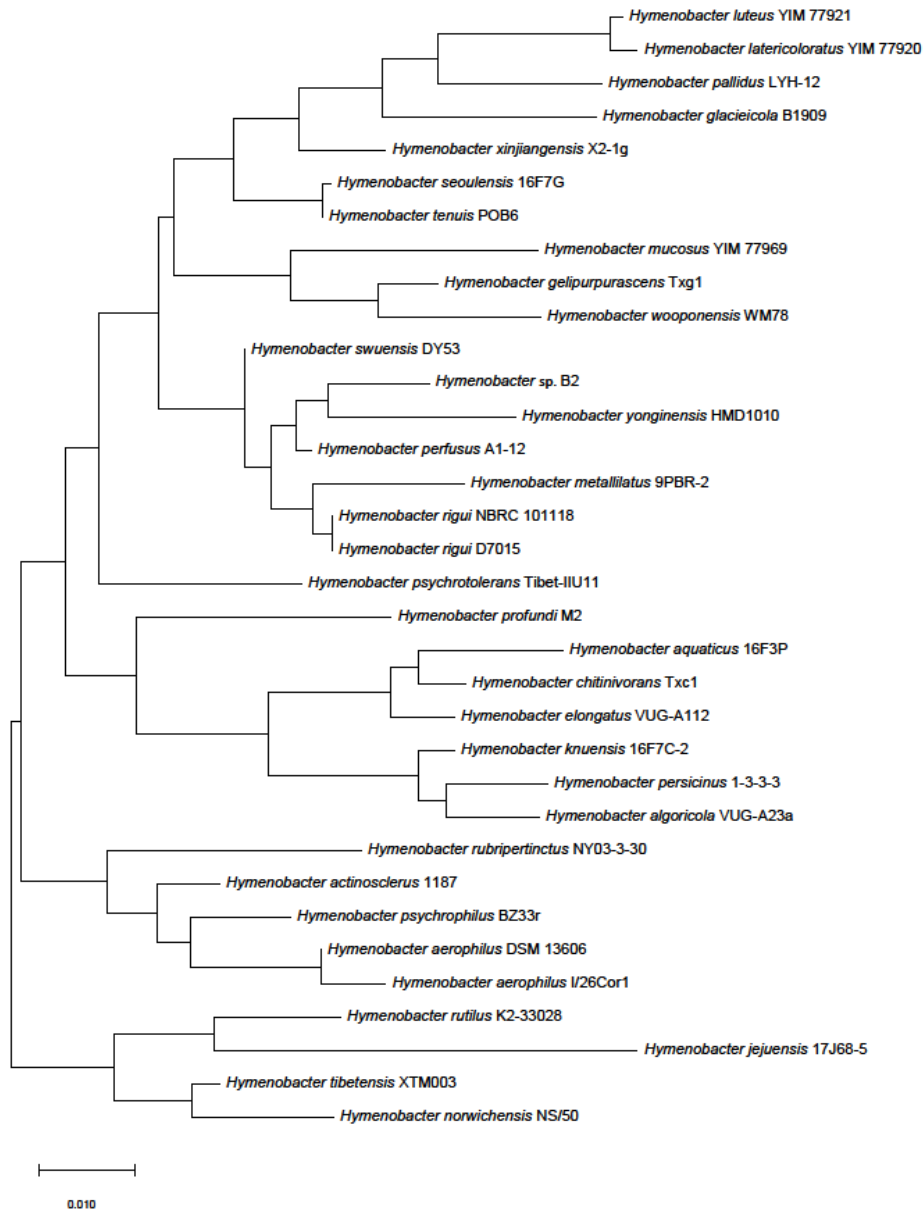 Hymenobacter luteus YIM 77921
Hymenobacter latericoloratus YIM 77920
Hymenobacter pallidus LYH-12
Hymenobacter glacieicola B1909
Hymenobacter xinjiangensis X2-1g
Hymenobacter seoulensis 16F7G
Hymenobacter tenuis POB6
Hymenobacter mucosus YIM 77969
Hymenobacter gelipurpurascens Txg1
Hymenobacter wooponensis WM78
Hymenobacter swuensis DY53
Hymenobacter sp. B2
Hymenobacter yonginensis HMD1010
Hymenobacter perfusus A1-12
Hymenobacter metallilatus 9PBR-2
Hymenobacter rigui NBRC 101118
Hymenobacter rigui D7015
Hymenobacter psychrotolerans Tibet-IIU11
Hymenobacter profundi M2
Hymenobacter aquaticus 16F3P
Hymenobacter chitinivorans Txc1
Hymenobacter elongatus VUG-A112
Hymenobacter knuensis 16F7C-2
Hymenobacter persicinus 1-3-3-3
Hymenobacter algoricola VUG-A23a
Hymenobacter rubripertinctus NY03-3-30
Hymenobacter actinosclerus 1187
Hymenobacter psychrophilus BZ33r
Hymenobacter aerophilus DSM 13606
Hymenobacter aerophilus I/26Cor1
Hymenobacter rutilus K2-33028
Hymenobacter jejuensis 17J68-5
Hymenobacter tibetensis XTM003
Hymenobacter norwichensis NS/50
0.010